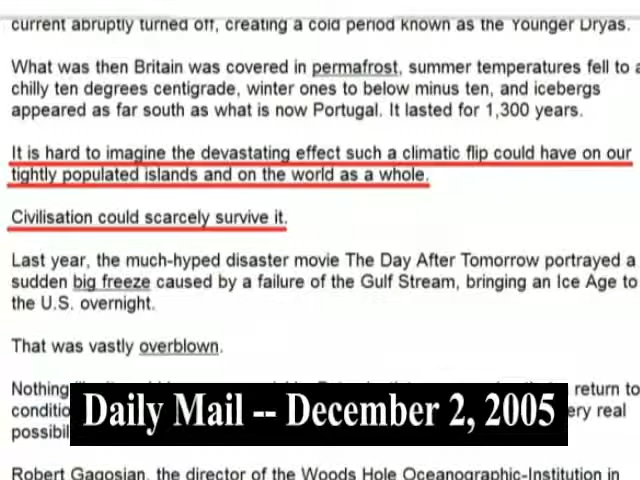 current abruptly turned off, creating a cold period known as the Younger Dryas.
What was then Britain was covered in permafrost, summer temperatures fell to a
chilly ten degrees centigrade, winter ones to below minus ten, and icebergs
appeared as far south as what is now Portugal. It lasted for 1,300 years.
It is hard to imagine the devastating effect such a climatic flip could have on our
tightly populated islands and on the world as a whole.
Civilisation could scarcely survive it.
Last year, the much-hyped disaster movie The Day After Tomorrow portrayed a
sudden big freeze caused by a failure of the Gulf Stream, bringing an Ice Age to
the U.S. overnight.
That was vastly overblown.
Nothing return to
Daily Mail -- December 2, 2005
real
Robert Gagosian, the director of the Woods Hole Oceanographic-Institution in